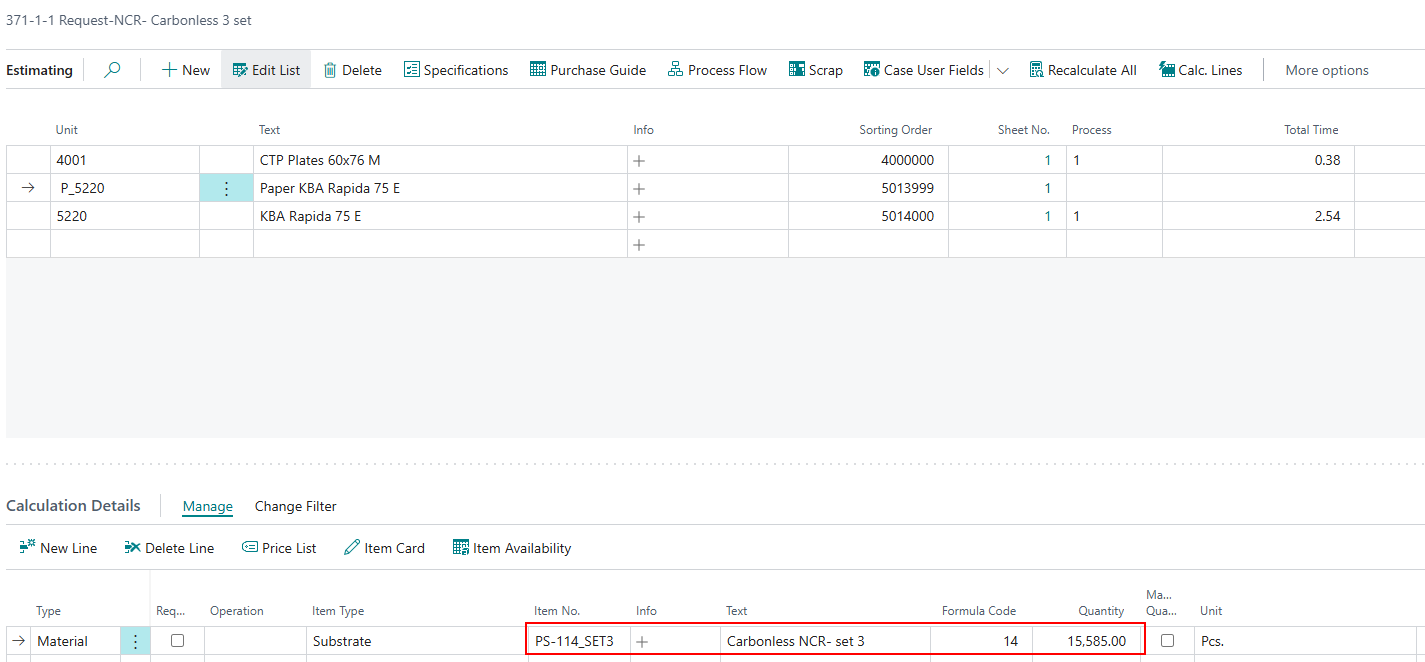 371-1-1 Request-NCR- Carbonless 3 set
Estimating New Edit List Delete Specifications Purchase Guide Process Flow Scrap Case User Fields Recalculate All Calc. Lines More options
Unit Text Info Sorting Order Sheet No. Process Total Time
4001 CTP Plates 60x76 M + 4000000 1 1 0.38
P_5220 Paper KBA Rapida 75 E + 5013999 1
5220 KBA Rapida 75 E + 5014000 1 1 2.54
+
Calculation Details Manage Change Filter
New Line Delete Line Price List Item Card Item Availability
Type Req... Operation Item Type Item No. Info Text Formula Code Quantity Ma... Qua... Unit
Material Substrate PS-114_SET3 + Carbonless NCR- set 3 14 15,585.00 Pcs.